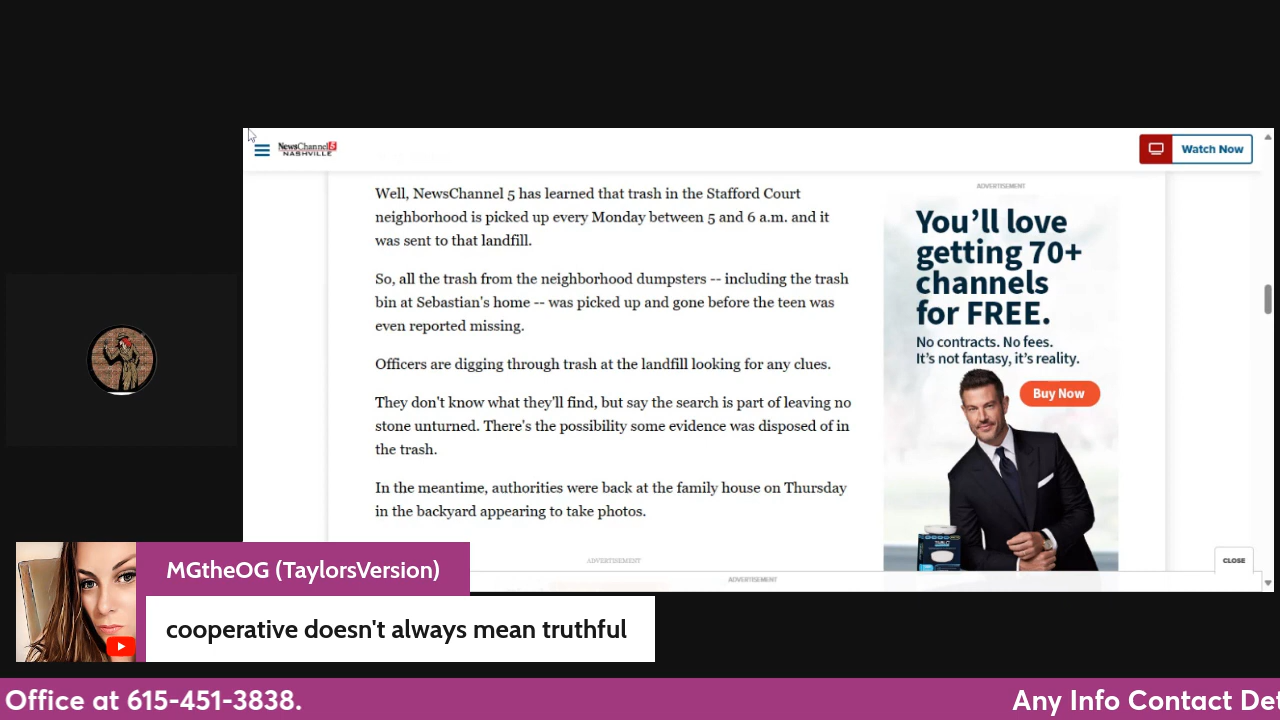 NewsChannel 5
NASHVILLE
Watch Now
Well, NewsChannel 5 has learned that trash in the Stafford Court
neighborhood is picked up every Monday between 5 and 6 a.m. and it
was sent to that landfill.
So, all the trash from the neighborhood dumpsters -- including the trash
bin at Sebastian's home -- was picked up and gone before the teen was
even reported missing.
Officers are digging through trash at the landfill looking for any clues.
They don't know what they'll find, but say the search is part of leaving no
stone unturned. There's the possibility some evidence was disposed of in
the trash.
In the meantime, authorities were back at the family house on Thursday
in the backyard appearing to take photos.
ADVERTISEMENT
ADVERTISEMENT
You'll love
getting 70+
channels
for FREE.
No contracts. No fees.
It's not fantasy, it's reality.
Buy Now
CLOSE
ADVERTISEMENT
MGtheOG (TaylorsVersion)
cooperative doesn't always mean truthful
Office at 615-451-3838.
Any Info Contact Det